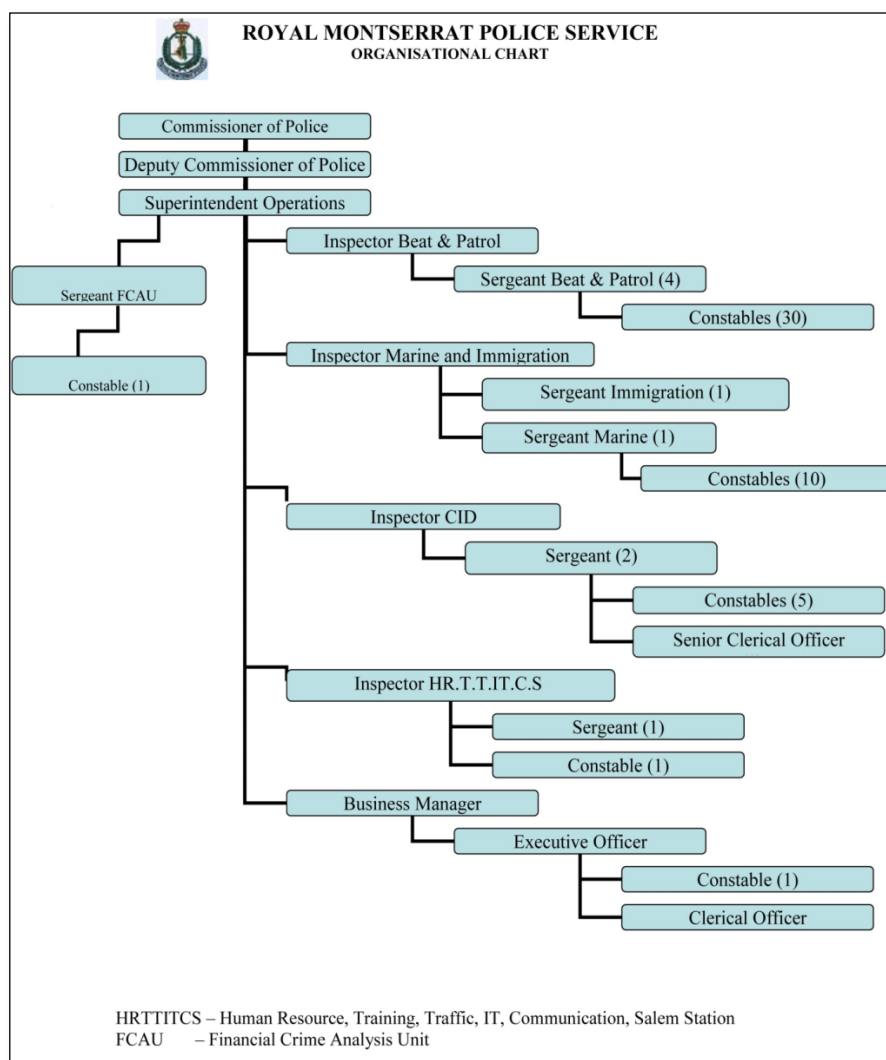 ROYAL MONTSERRAT POLICE SERVICE
ORGANISATIONAL CHART
Commissioner of Police
Deputy Commissioner of Police
Superintendent Operations
Inspector Beat & Patrol
Sergeant Beat & Patrol (4)
Sergeant FCAU
Constables (30)
Inspector Marine and Immigration
Constable (1)
Sergeant Immigration (1)
Sergeant Marine (1)
Constables (10)
Inspector CID
Sergeant (2)
Constables (5)
Senior Clerical Officer
Inspector HR.T.T.IT.C.S
Sergeant (1)
Constable (1)
Business Manager
Executive Officer
Constable (1)
Clerical Officer
HRTTITCS – Human Resource, Training, Traffic, IT, Communication, Salem Station
FCAU – Financial Crime Analysis Unit